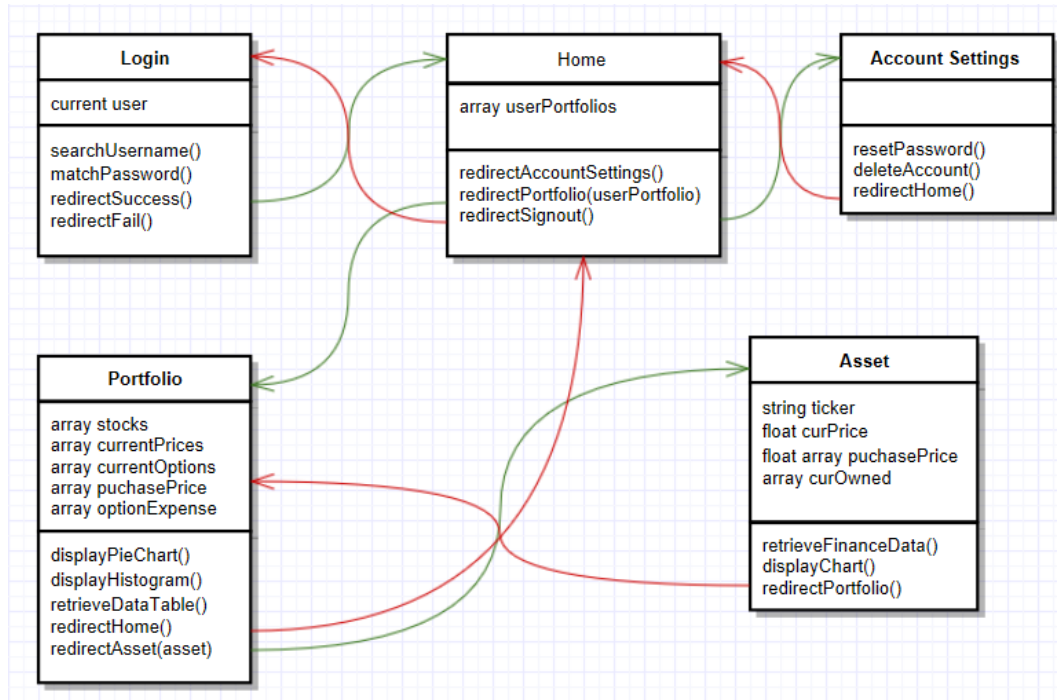 Login
current user
searchUsername()
matchPassword()
redirectSuccess()
redirectFail()
Home
array userPortfolios
redirectAccountSettings()
redirectPortfolio(userPortfolio)
redirectSignout()
Account Settings
resetPassword()
deleteAccount()
redirectHome()
Portfolio
array stocks
array currentPrices
array currentOptions
array puchasePrice
array optionExpense
displayPieChart()
displayHistogram()
retrieveDataTable()
redirectHome()
redirectAsset(asset)
Asset
string ticker
float curPrice
float array puchasePrice
array curOwned
retrieveFinanceData()
displayChart()
redirectPortfolio()